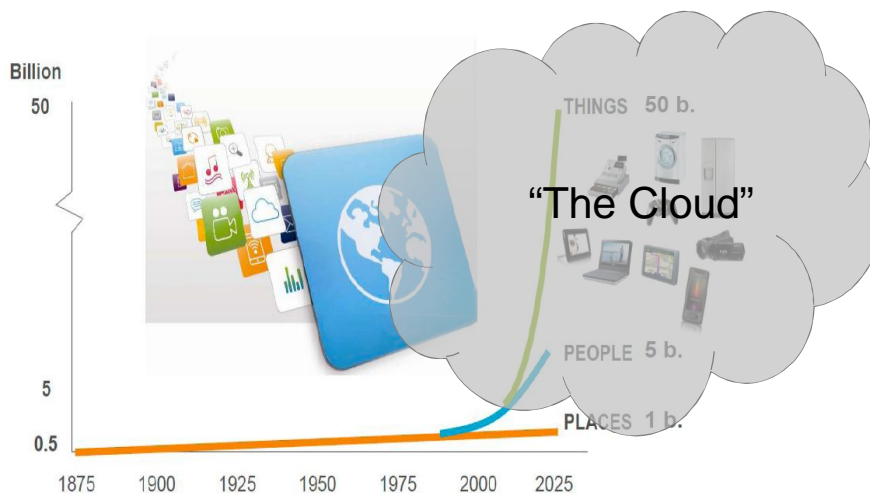 Billion
50
THINGS 50 b.
“The Cloud”
PEOPLE 5 b.
5
PLACES 1 b.
0.5
1875 1900 1925 1950 1975 2000 2025